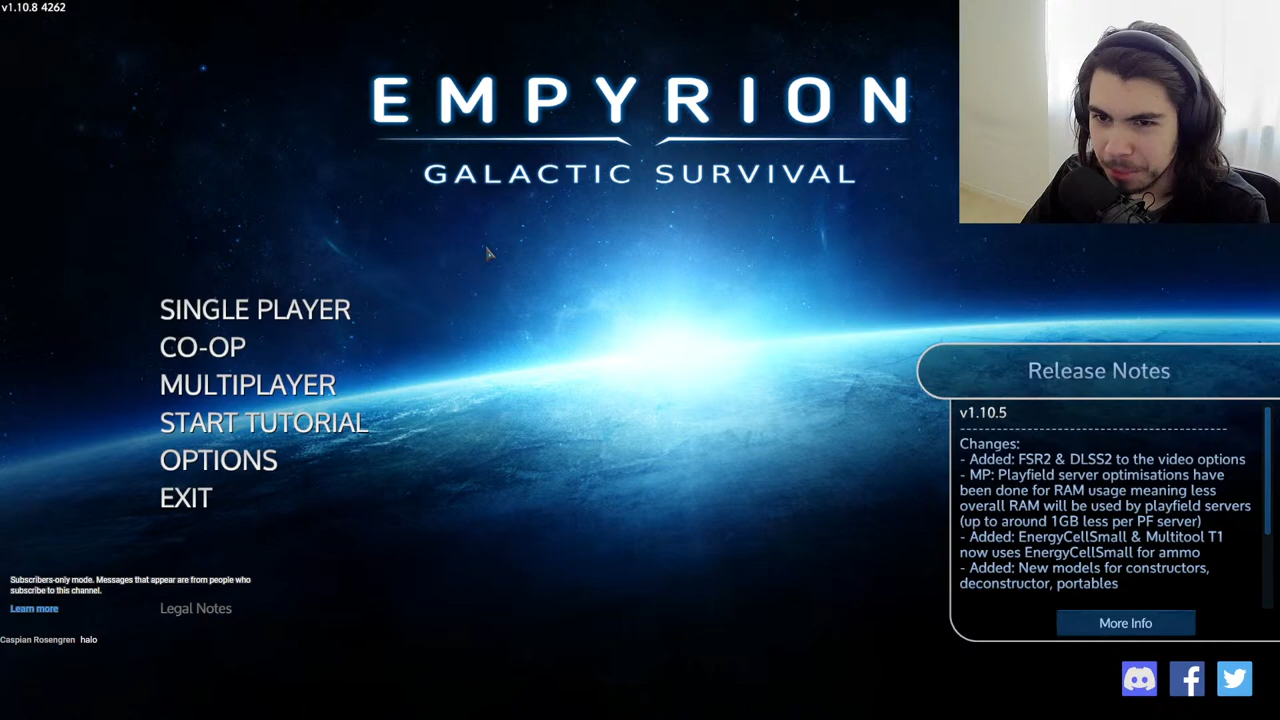 v1.10.8 4262
EMPYRION
GALACTIC SURVIVAL
SINGLE PLAYER
CO-OP
MULTIPLAYER
START TUTORIAL
OPTIONS
EXIT
Release Notes
v1.10.5
--------------------------------------------
Changes:
- Added: FSR2 & DLSS2 to the video options
- MP: Playfield server optimisations have
been done for RAM usage meaning less
overall RAM will be used by playfield servers
(up to around 1GB less per PF server)
- Added: EnergyCellSmall & Multitool T1
now uses EnergyCellSmall for ammo
- Added: New models for constructors,
deconstructor, portables
More Info
Subscribers-only mode. Messages that appear are from people who
subscribe to this channel.
Learn more
Legal Notes
Caspian Rosengren halo